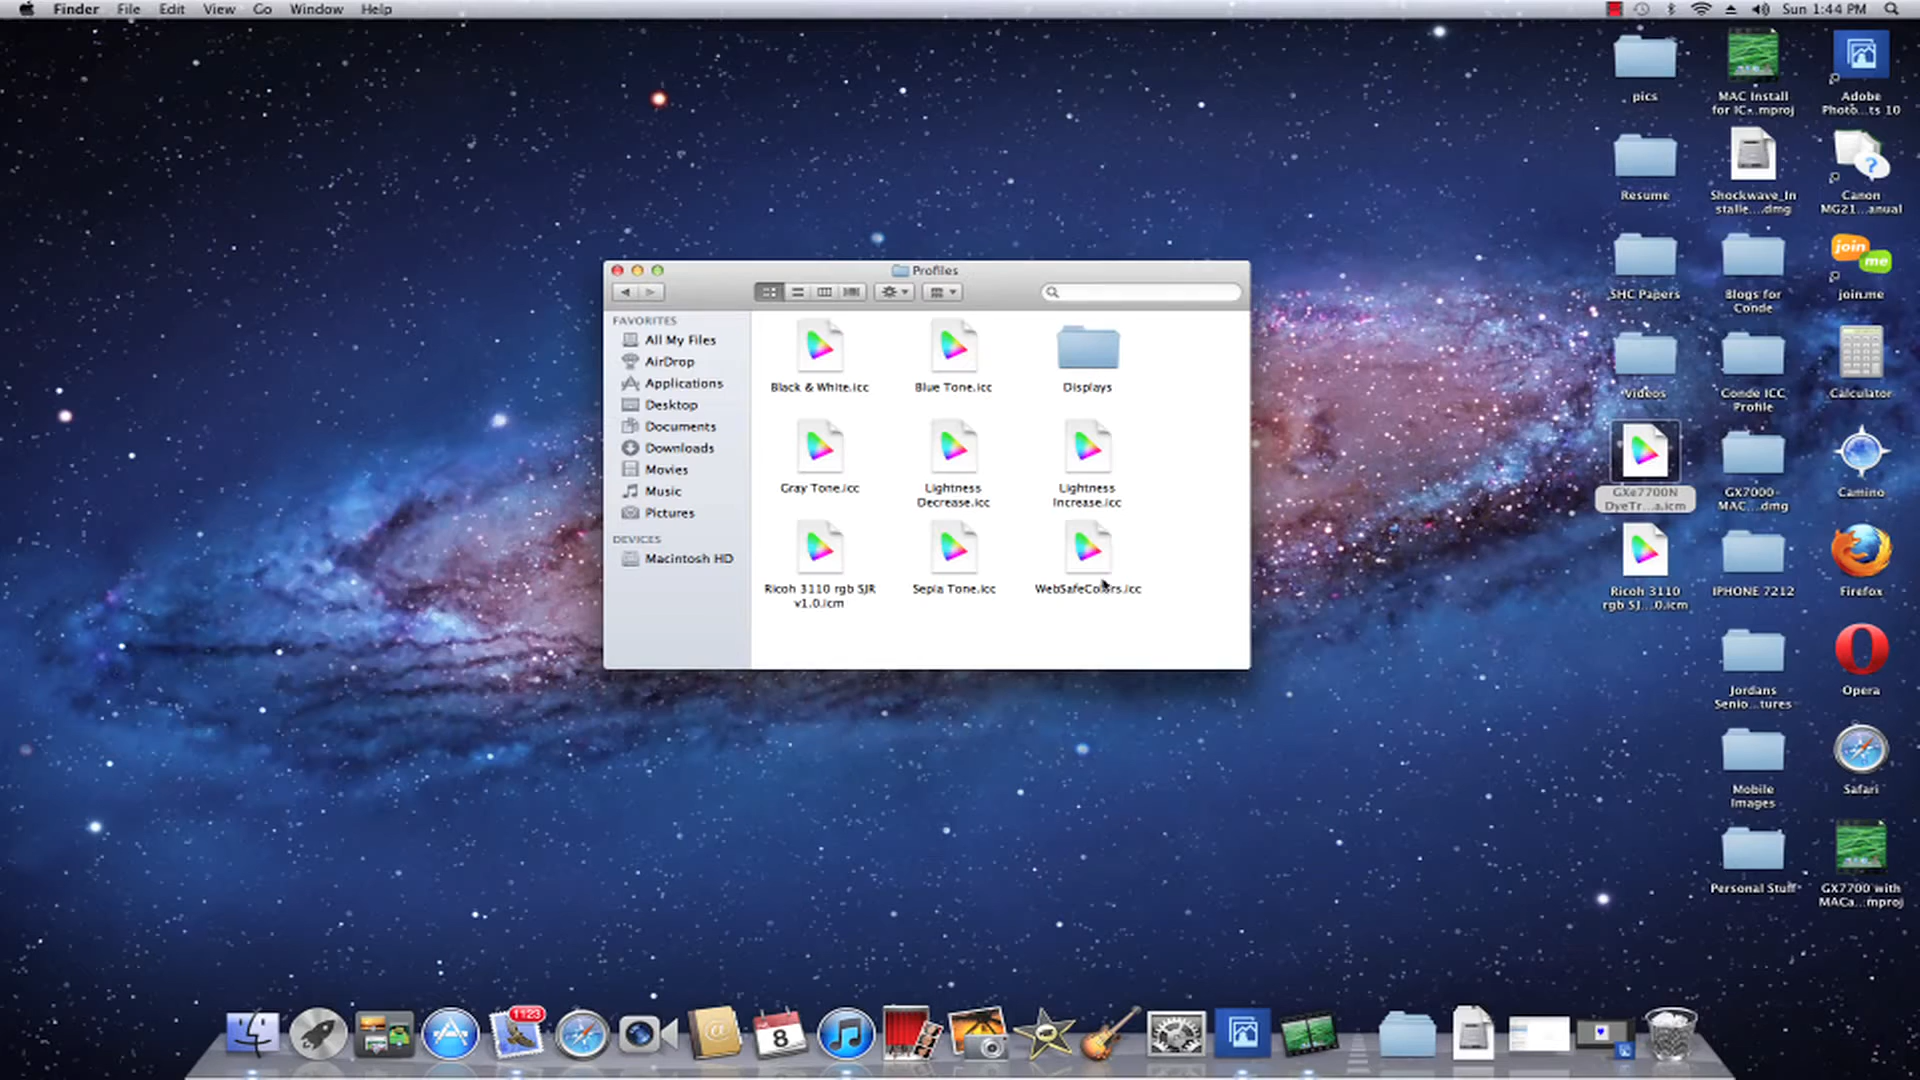 Finder File Edit View Go Window Help
Sun 1:44 PM
pics
MAC Install
for IC...mproj
Adobe
Photo...ts 10
Resume
Shockwave_In
stalle....dmg
Canon
MG21...anual
join
me
SHC Papers
Blogs for
Conde
join.me
Videos
Conde ICC
Profile
Calculator
GXe7700N
DyeTr...a.icm
GX7000-
MAC...dmg
Camino
Ricoh 3110
rgb SJ...0.icm
IPHONE 7212
Firefox
Jordans
Senio...tures
Opera
Mobile
Images
Safari
Personal Stuff
GX7700 with
MACa...mproj
Profiles
FAVORITES
All My Files
AirDrop
Applications
Desktop
Documents
Downloads
Movies
Music
Pictures
DEVICES
Macintosh HD
Black & White.icc
Blue Tone.icc
Displays
Gray Tone.icc
Lightness
Decrease.icc
Lightness
Increase.icc
Ricoh 3110 rgb SJR
v1.0.icm
Sepia Tone.icc
WebSafeColors.icc
1123
8